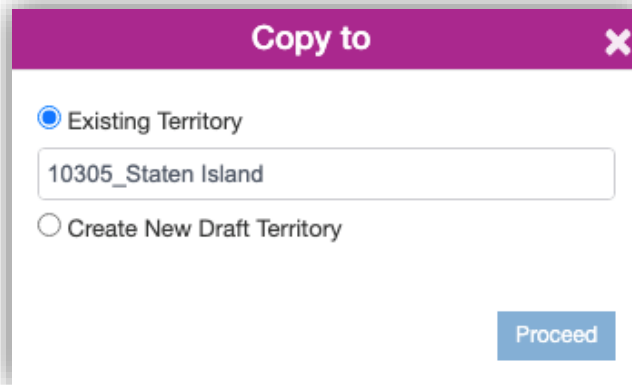 Copy to
Existing Territory
10305_Staten Island
Create New Draft Territory
Proceed